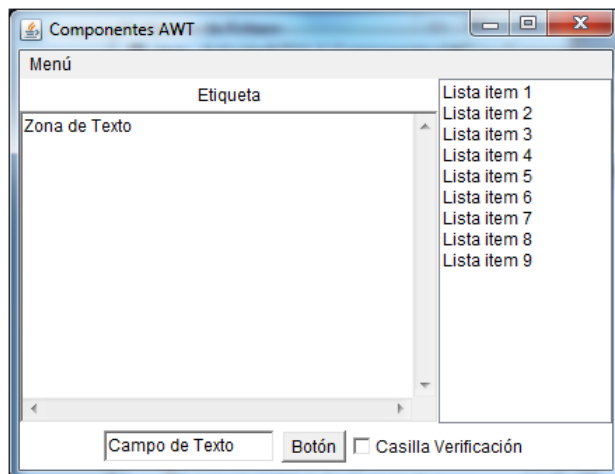 Componentes AWT
Menú
Etiqueta
Zona de Texto
Lista item 1
Lista item 2
Lista item 3
Lista item 4
Lista item 5
Lista item 6
Lista item 7
Lista item 8
Lista item 9
Campo de Texto
Botón
Casilla Verificación